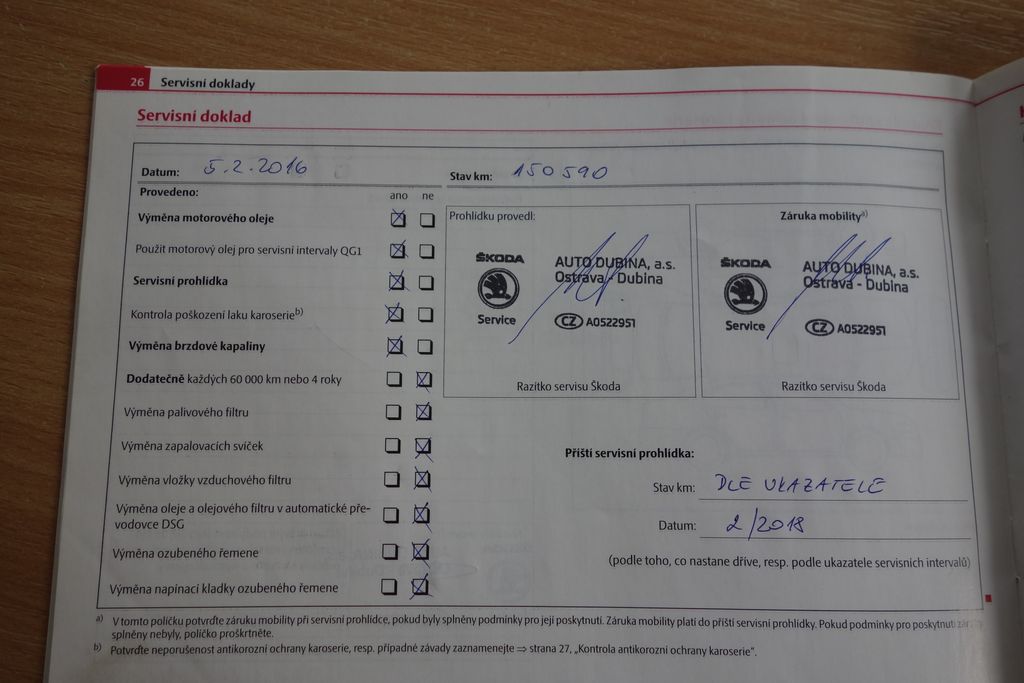 26 Servisní doklady
Servisní doklad
Datum: 5.2.2016
Stav km: 150 590
Provedeno:
ano ne
Výměna motorového oleje
Použit motorový olej pro servisní intervaly QG1
Servisní prohlídka
Kontrola poškození laku karoserie b)
Výměna brzdové kapaliny
Dodatečně každých 60 000 km nebo 4 roky
Výměna palivového filtru
Výměna zapalovacích svíček
Výměna vložky vzduchového filtru
Výměna oleje a olejového filtru v automatické pře-
vodovce DSG
Výměna ozubeného řemene
Výměna napínací kladky ozubeného řemene
Prohlídku provedl:
ŠKODA
Service
AUTO DUBINA, a.s.
Ostrava - Dubina
CZ A0522951
Razítko servisu Škoda
Záruka mobility a)
ŠKODA
Service
AUTO DUBINA, a.s.
Ostrava - Dubina
CZ A0522951
Razítko servisu Škoda
Příští servisní prohlídka:
Stav km: DLE UKAZATELE
Datum: 2/2018
(podle toho, co nastane dříve, resp. podle ukazatele servisních intervalů)
a) V tomto políčku potvrďte záruku mobility při servisní prohlídce, pokud byly splněny podmínky pro její poskytnutí. Záruka mobility platí do příští servisní prohlídky. Pokud podmínky pro poskytnutí
splněny nebyly, políčko proškrtněte.
b) Potvrďte neporušenost antikorozní ochrany karoserie, resp. případné závady zaznamenejte ⇒ strana 27, „Kontrola antikorozní ochrany karoserie".